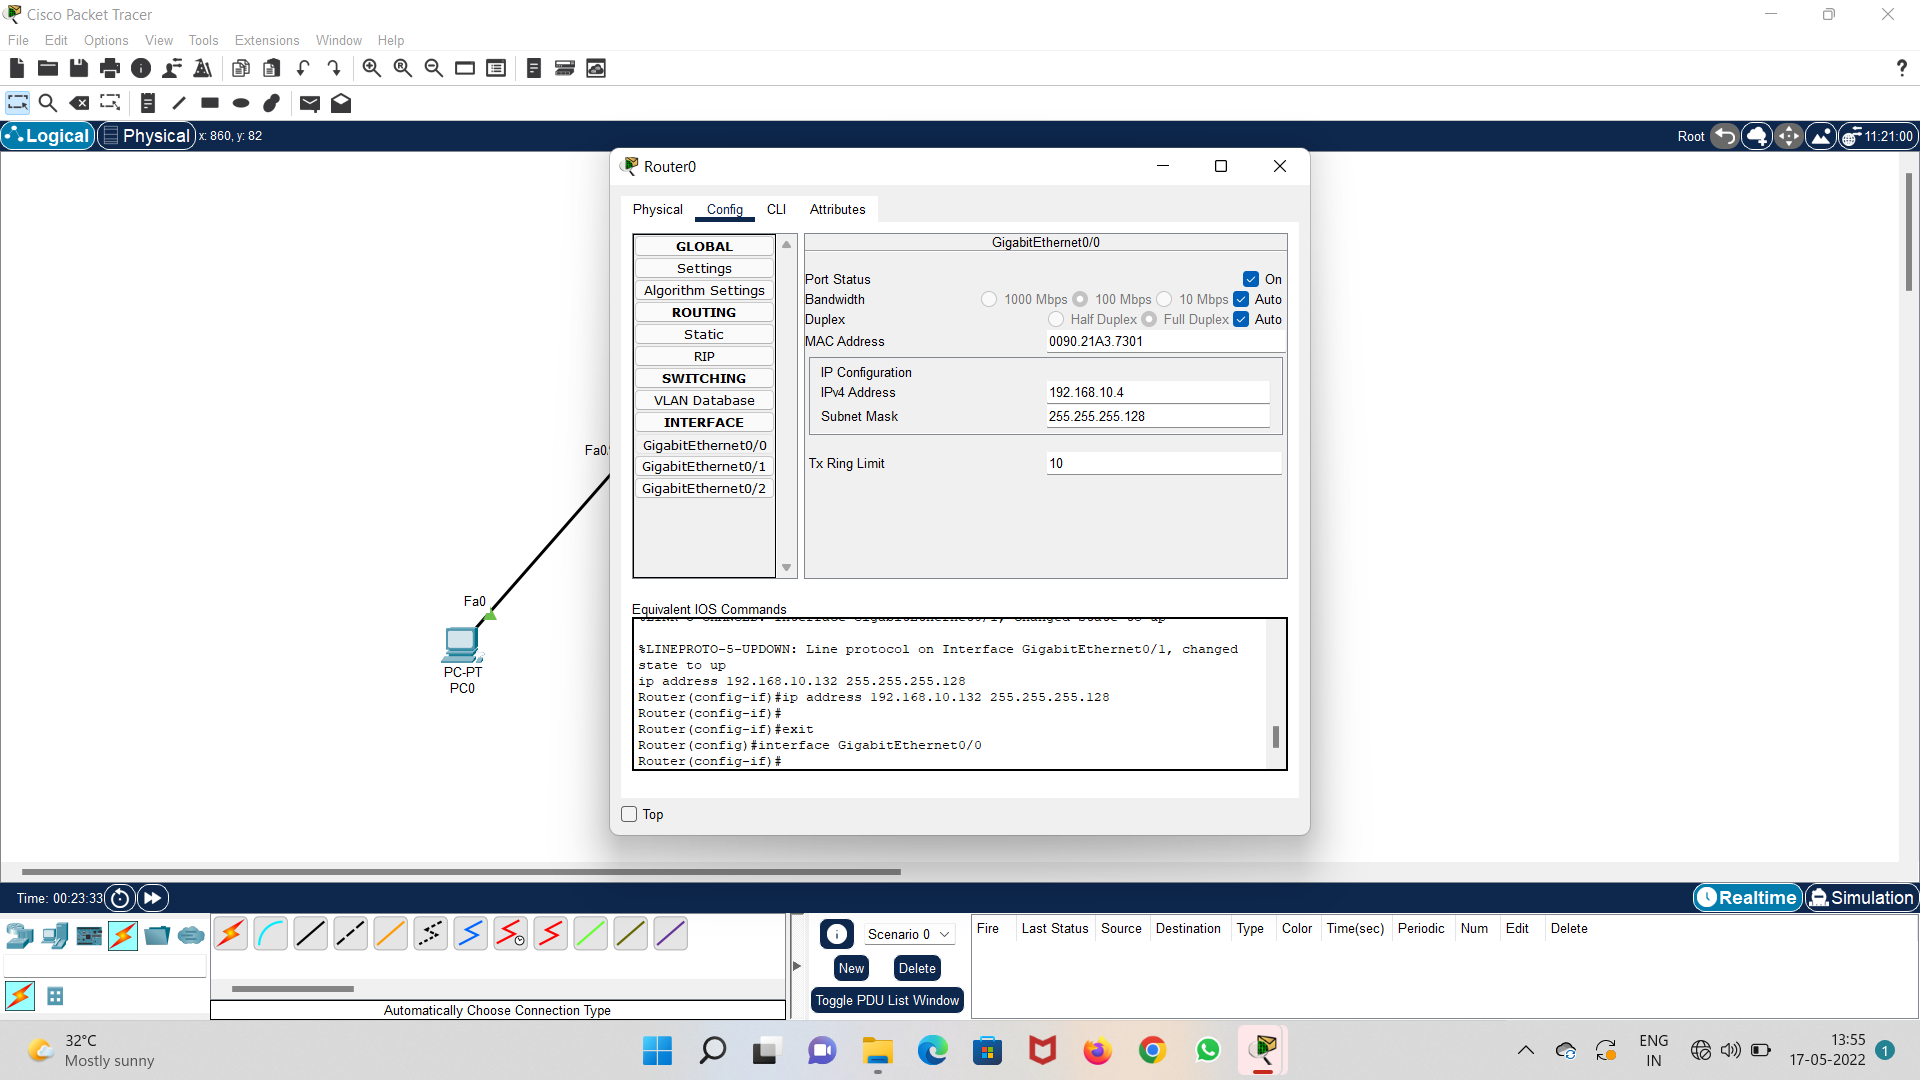 Cisco Packet Tracer
File Edit Options View Tools Extensions Window Help
?
Logical Physical x: 860, y: 82
Root 11:21:00
Router0
Physical Config CLI Attributes
GLOBAL
Settings
Algorithm Settings
ROUTING
Static
RIP
SWITCHING
VLAN Database
INTERFACE
GigabitEthernet0/0
GigabitEthernet0/1
GigabitEthernet0/2
GigabitEthernet0/0
Port Status On
Bandwidth 1000 Mbps 100 Mbps 10 Mbps Auto
Duplex Half Duplex Full Duplex Auto
MAC Address 0090.21A3.7301
IP Configuration
IPv4 Address 192.168.10.4
Subnet Mask 255.255.255.128
Tx Ring Limit 10
Equivalent IOS Commands
%LINEPROTO-5-UPDOWN: Line protocol on Interface GigabitEthernet0/1, changed
state to up
ip address 192.168.10.132 255.255.255.128
Router(config-if)#ip address 192.168.10.132 255.255.255.128
Router(config-if)#
Router(config-if)#exit
Router(config)#interface GigabitEthernet0/0
Router(config-if)#
Top
Fa0
Fa0
PC-PT
PC0
Time: 00:23:33
Realtime Simulation
Automatically Choose Connection Type
Scenario 0
New Delete
Toggle PDU List Window
Fire Last Status Source Destination Type Color Time(sec) Periodic Num Edit Delete
32°C
Mostly sunny
ENG
IN
13:55
17-05-2022
1